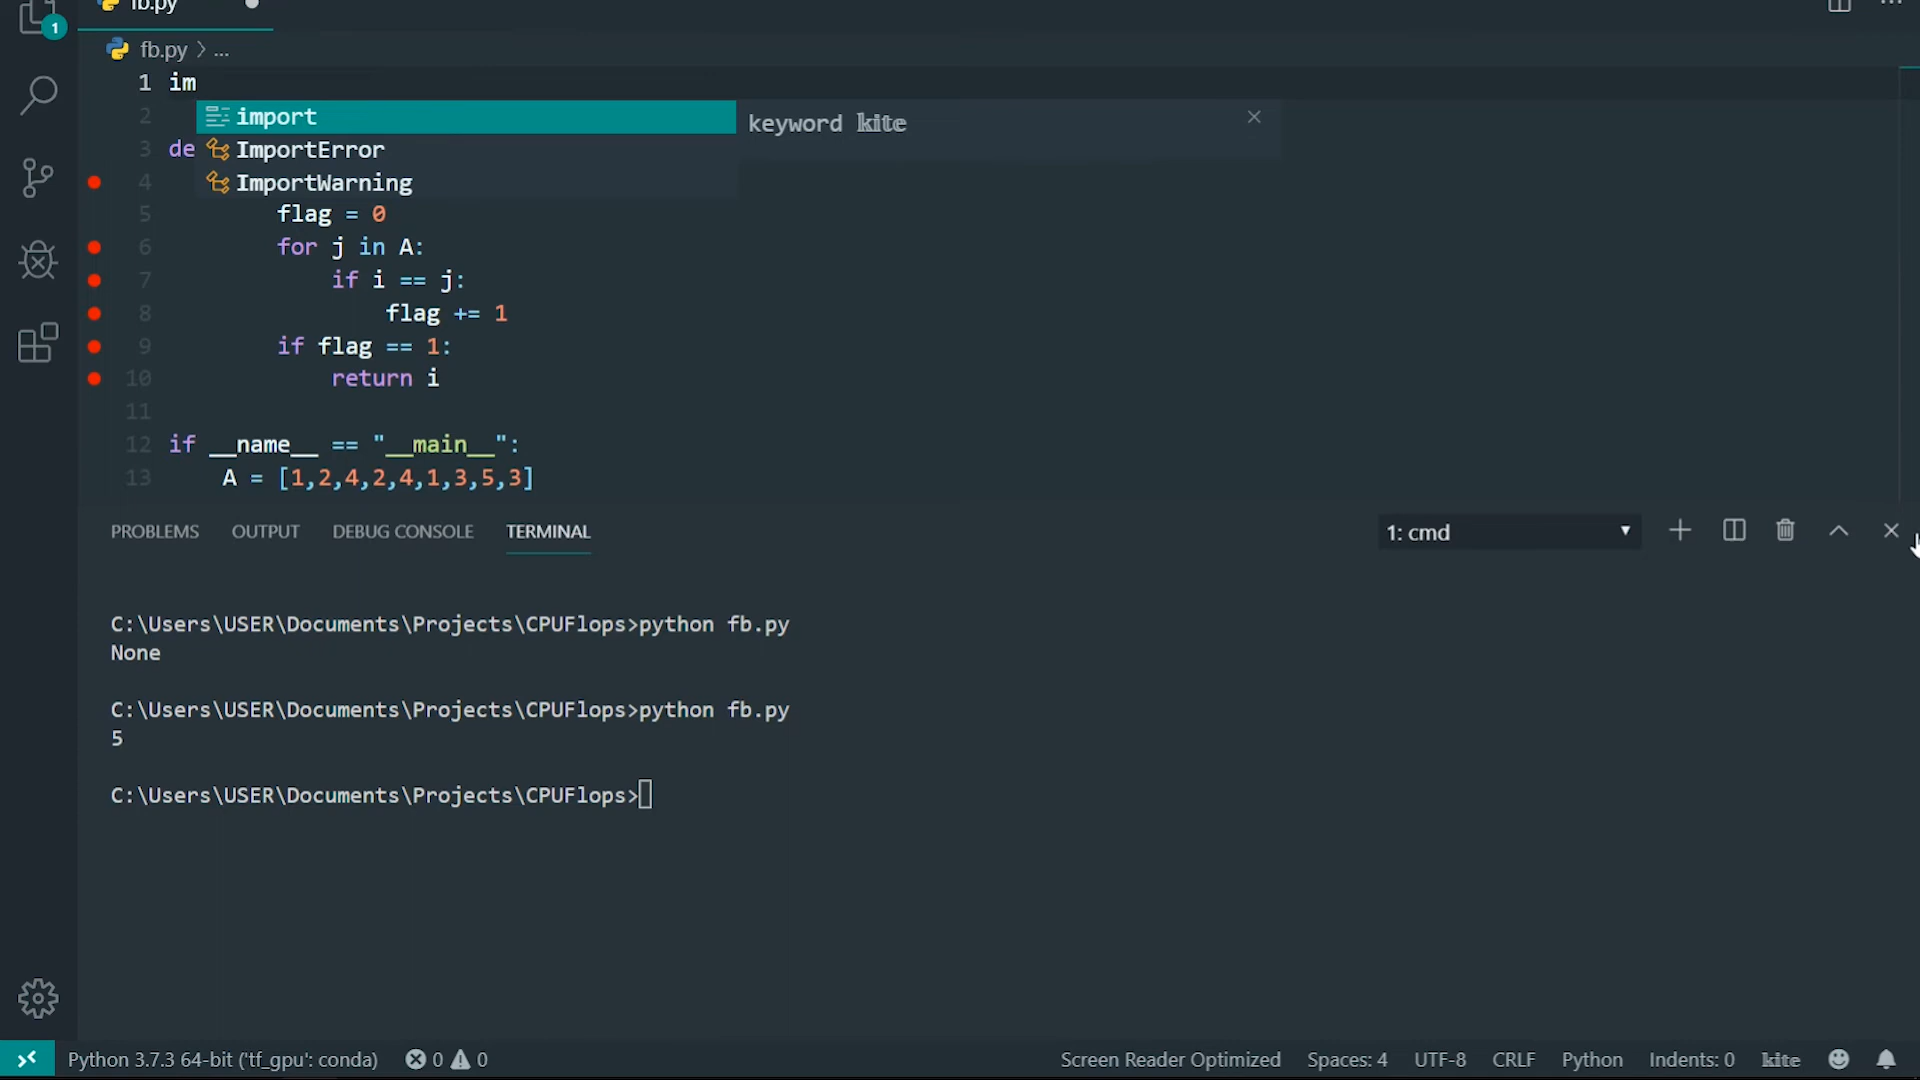 fb.py
1
fb.py > ...
1 im
2 import keyword kite
3 de ImportError
4 ImportWarning
5 flag = 0
6 for j in A:
7 if i == j:
8 flag += 1
9 if flag == 1:
10 return i
11
12 if __name__ == "__main__":
13 A = [1,2,4,2,4,1,3,5,3]
PROBLEMS OUTPUT DEBUG CONSOLE TERMINAL 1: cmd
C:\Users\USER\Documents\Projects\CPUFlops>python fb.py
None
C:\Users\USER\Documents\Projects\CPUFlops>python fb.py
5
C:\Users\USER\Documents\Projects\CPUFlops>
Python 3.7.3 64-bit ('tf_gpu': conda) 0 0 Screen Reader Optimized Spaces: 4 UTF-8 CRLF Python Indents: 0 kite